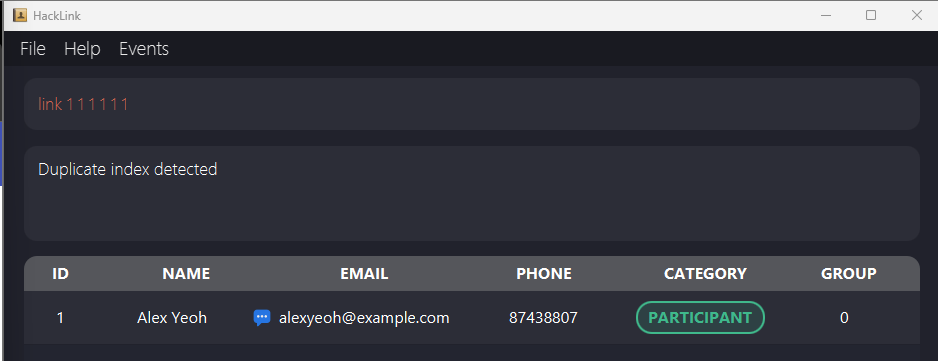 HackLink
File Help Events
link 1 1 1 1 1 1
Duplicate index detected
ID NAME EMAIL PHONE CATEGORY GROUP
1 Alex Yeoh alexyeoh@example.com 87438807 PARTICIPANT 0